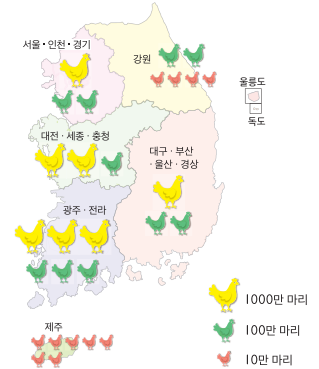 서울·인천·경기
강원
울릉도
독도
대전·세종·충청
대구·부산
·울산·경상
광주·전라
제주
1000만 마리
100만 마리
10만 마리